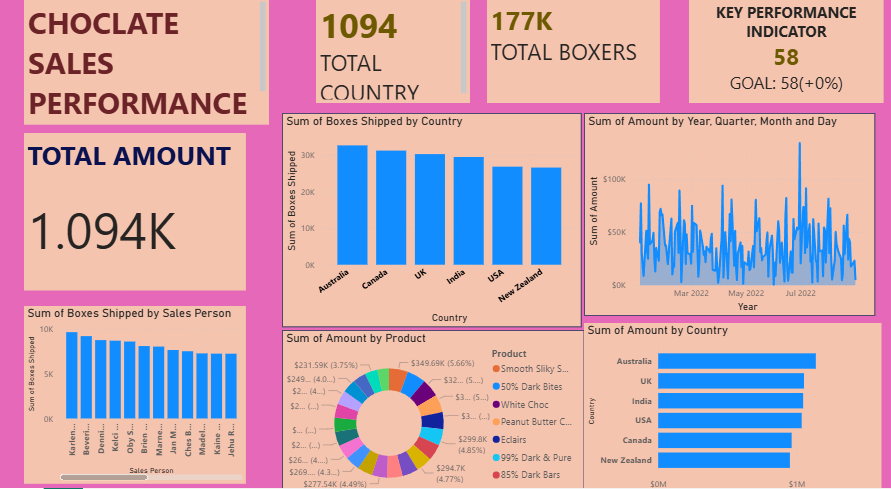 CHOCLATE
SALES
PERFORMANCE
1094
TOTAL
COUNTRY
177K
TOTAL BOXERS
KEY PERFORMANCE
INDICATOR
58
GOAL: 58(+0%)
TOTAL AMOUNT
1.094K
Sum of Boxes Shipped by Country
Sum of Boxes Shipped
30K
20K
10K
0K
Australia
Canada
UK
India
USA
New Zealand
Country
Sum of Amount by Year, Quarter, Month and Day
Sum of Amount
$100K
$50K
$0K
Mar 2022
May 2022
Jul 2022
Year
Sum of Boxes Shipped by Sales Person
Sum of Boxes Shipped
10K
5K
0K
Karlen...
Beverl...
Denni...
Kelci ...
Oby S...
Brien ...
Marne...
Jan M...
Ches B...
Madel...
Kaine ...
Jehu R...
Sales Person
Sum of Amount by Product
$231.59K (3.75%)
$349.69K (5.66%)
$249... (4.0...)
$32... (5....)
$2... (4...)
$3... (5...)
$2... (...)
$3... (...)
$... (...)
$299.8K
(4.85%)
$2... (...)
$26... (4...)
$294.7K
(4.77%)
$269.... (4.3...)
$277.54K (4.49%)
Product
Smooth Sliky S...
50% Dark Bites
White Choc
Peanut Butter C...
Eclairs
99% Dark & Pure
85% Dark Bars
Sum of Amount by Country
Country
Australia
UK
India
USA
Canada
New Zealand
$0M
$1M